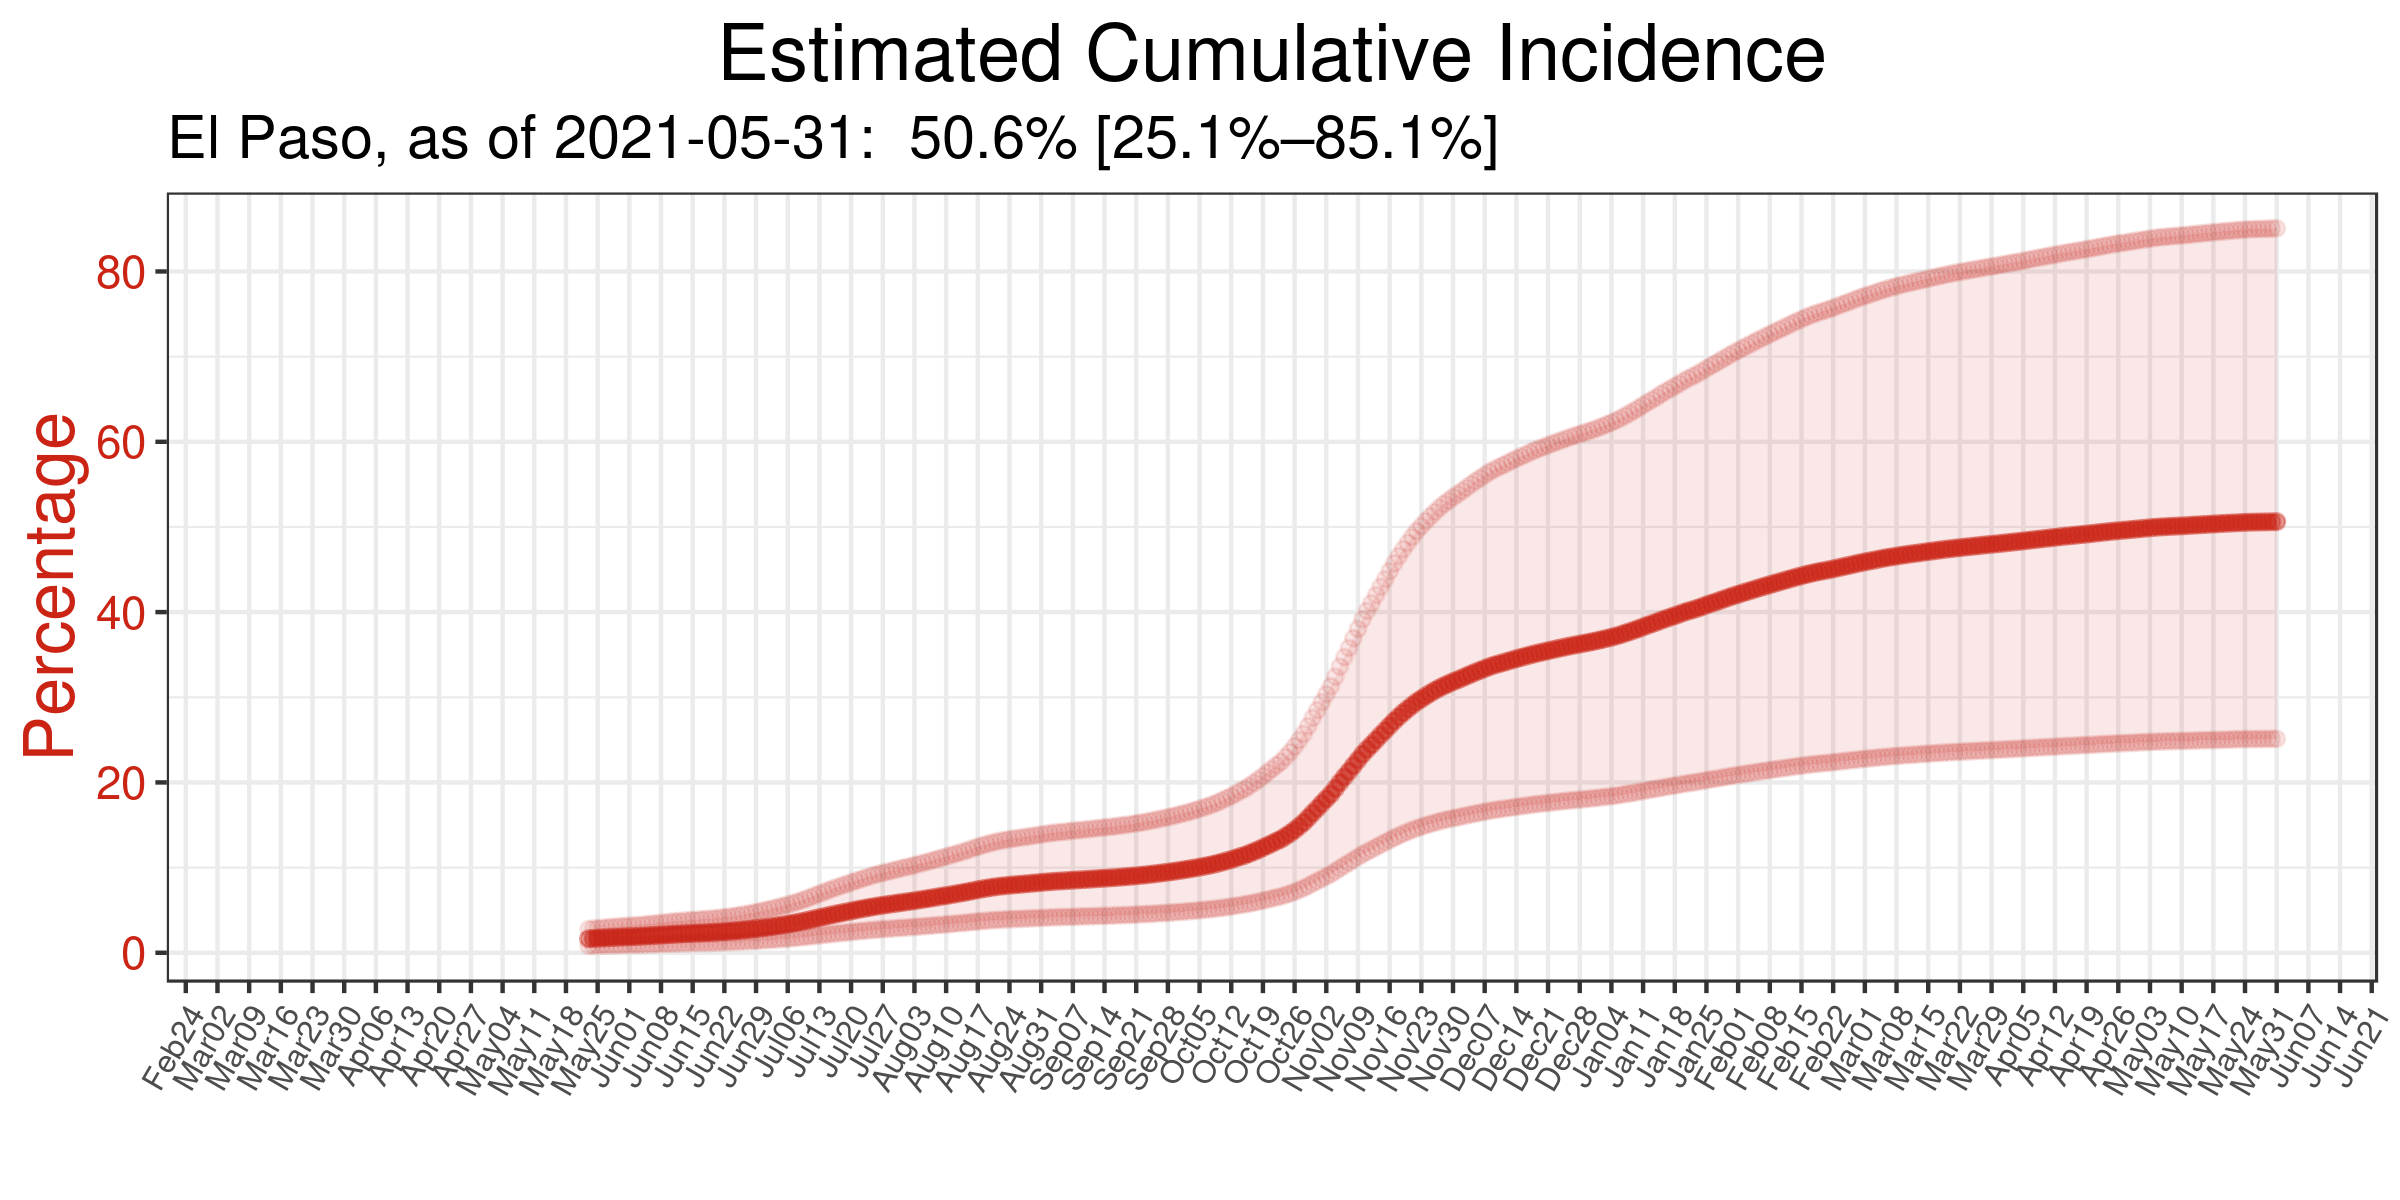 Estimated Cumulative Incidence
El Paso, as of 2021-05-31: 50.6% [25.1%–85.1%]
Percentage
80
60
40
20
0
Feb24
Mar02
Mar09
Mar16
Mar23
Mar30
Apr06
Apr13
Apr20
Apr27
May04
May11
May18
May25
Jun01
Jun08
Jun15
Jun22
Jun29
Jul06
Jul13
Jul20
Jul27
Aug03
Aug10
Aug17
Aug24
Aug31
Sep07
Sep14
Sep21
Sep28
Oct05
Oct12
Oct19
Oct26
Nov02
Nov09
Nov16
Nov23
Nov30
Dec07
Dec14
Dec21
Dec28
Jan04
Jan11
Jan18
Jan25
Feb01
Feb08
Feb15
Feb22
Mar01
Mar08
Mar15
Mar22
Mar29
Apr05
Apr12
Apr19
Apr26
May03
May10
May17
May24
May31
Jun07
Jun14
Jun21